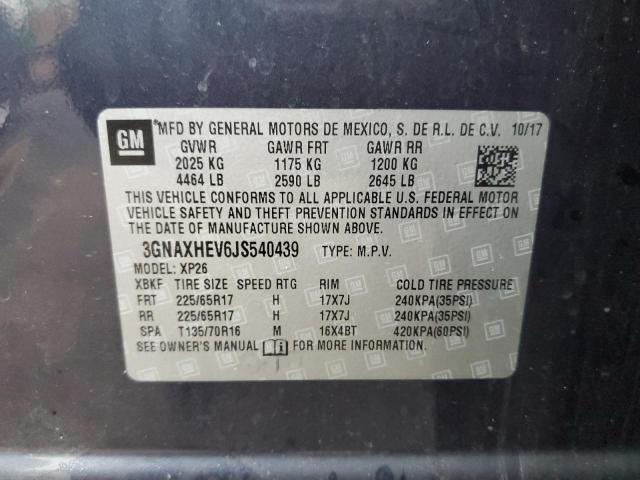 GM MFD BY GENERAL MOTORS DE MEXICO, S. DE R.L. DE C.V. 10/17
GVWR GAWR FRT GAWR RR
2025 KG 1175 KG 1200 KG
4464 LB 2590 LB 2645 LB
THIS VEHICLE CONFORMS TO ALL APPLICABLE U.S. FEDERAL MOTOR
VEHICLE SAFETY AND THEFT PREVENTION STANDARDS IN EFFECT
ON THE DATE OF MANUFACTURE SHOWN ABOVE.
3GNAXHEV6JS540439 TYPE: M.P.V.
MODEL: XP26
XBKF TIRE SIZE SPEED RTG RIM COLD TIRE PRESSURE
FRT 225/65R17 H 17X7J 240KPA(35PSI)
RR 225/65R17 H 17X7J 240KPA(35PSI)
SPA T135/70R16 M 16X4BT 420KPA(60PSI)
SEE OWNER'S MANUAL FOR MORE INFORMATION.